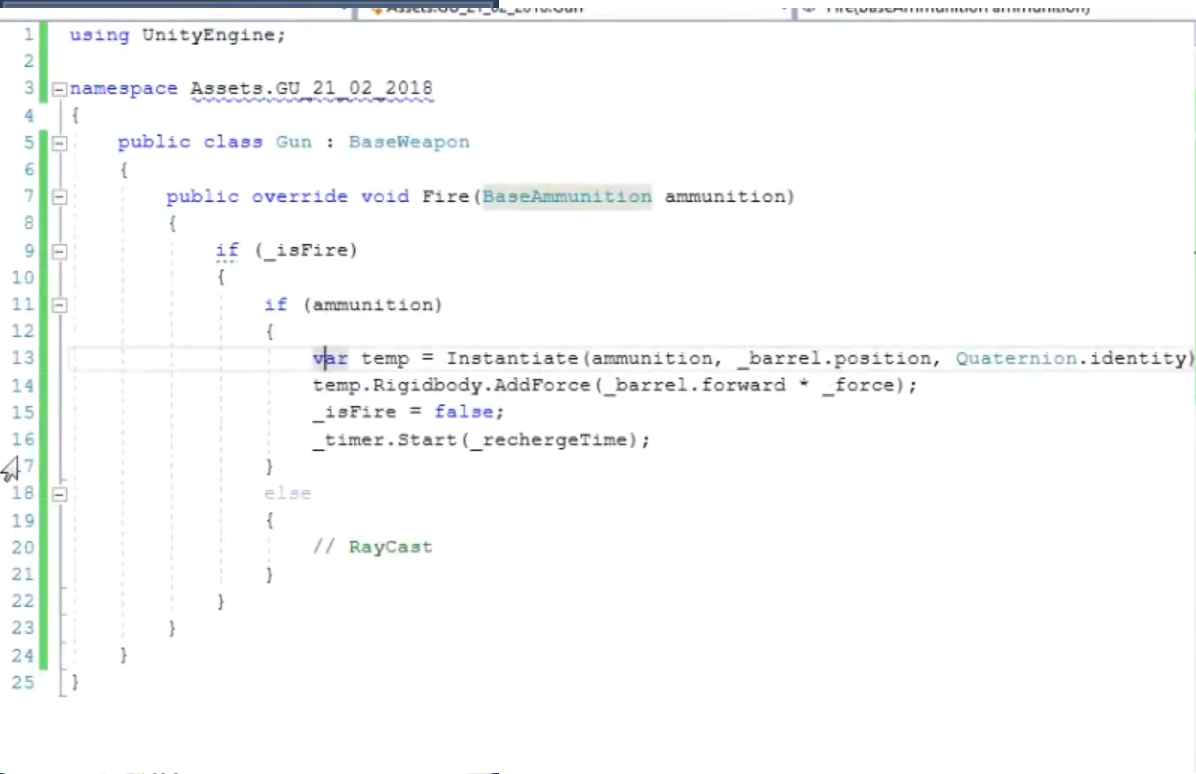 Assets.GU_21_02_2018.Gun
Fire(BaseAmmunition ammunition)
1 using UnityEngine;
2
3 namespace Assets.GU_21_02_2018
4 {
5 public class Gun : BaseWeapon
6 {
7 public override void Fire(BaseAmmunition ammunition)
8 {
9 if (_isFire)
10 {
11 if (ammunition)
12 {
13 var temp = Instantiate(ammunition, _barrel.position, Quaternion.identity)
14 temp.Rigidbody.AddForce(_barrel.forward * _force);
15 _isFire = false;
16 _timer.Start(_rechergeTime);
7 }
18 else
19 {
20 // RayCast
21 }
22 }
23 }
24 }
25 }